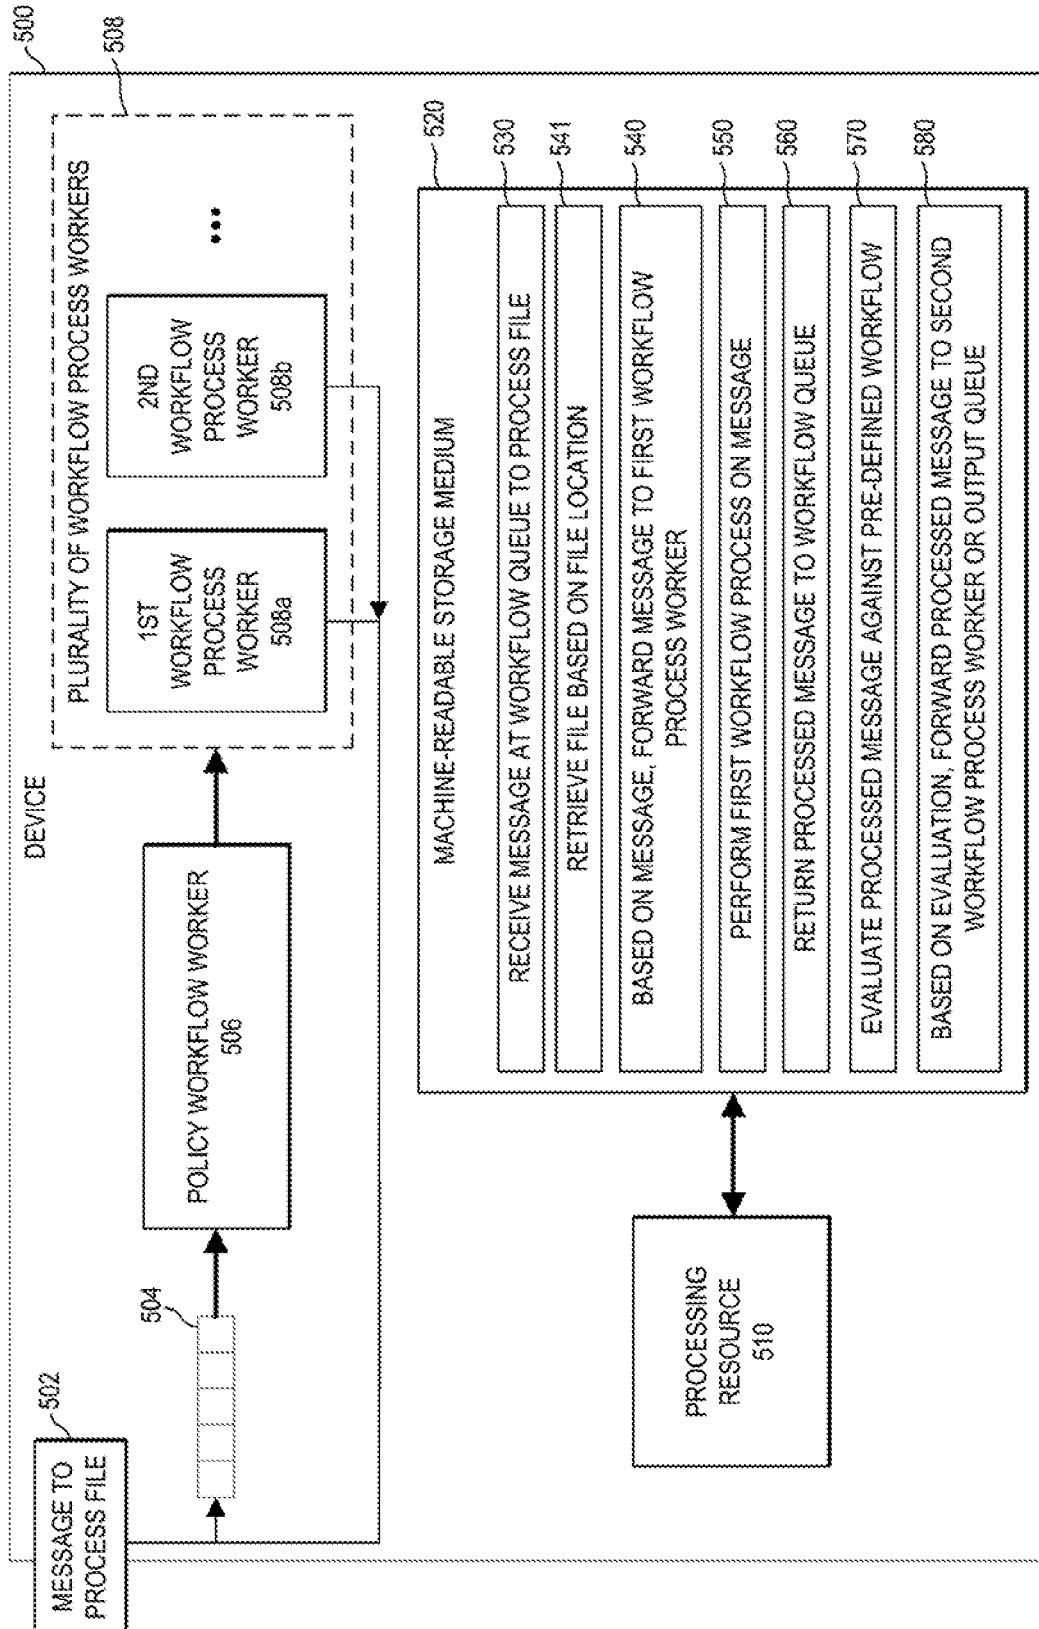 500
DEVICE
MESSAGE TO
PROCESS FILE
502
504
POLICY WORKFLOW WORKER
506
508
PLURALITY OF WORKFLOW PROCESS WORKERS
1ST
WORKFLOW
PROCESS
WORKER
508a
2ND
WORKFLOW
PROCESS
WORKER
508b
...
PROCESSING
RESOURCE
510
520
MACHINE-READABLE STORAGE MEDIUM
RECEIVE MESSAGE AT WORKFLOW QUEUE TO PROCESS FILE
530
RETRIEVE FILE BASED ON FILE LOCATION
541
BASED ON MESSAGE, FORWARD MESSAGE TO FIRST WORKFLOW
PROCESS WORKER
540
PERFORM FIRST WORKFLOW PROCESS ON MESSAGE
550
RETURN PROCESSED MESSAGE TO WORKFLOW QUEUE
560
EVALUATE PROCESSED MESSAGE AGAINST PRE-DEFINED WORKFLOW
570
BASED ON EVALUATION, FORWARD PROCESSED MESSAGE TO SECOND
WORKFLOW PROCESS WORKER OR OUTPUT QUEUE
580